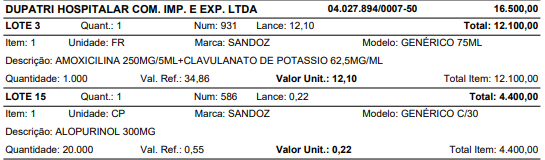 DUPATRI HOSPITALAR COM. IMP. E EXP. LTDA 04.027.894/0007-50 16.500,00
LOTE 3 Quant.: 1 Num: 931 Lance: 12,10 Total: 12.100,00
Item: 1 Unidade: FR Marca: SANDOZ Modelo: GENÉRICO 75ML
Descrição: AMOXICILINA 250MG/5ML+CLAVULANATO DE POTASSIO 62,5MG/ML
Quantidade: 1.000 Val. Ref.: 34,86 Valor Unit.: 12,10 Total Item: 12.100,00
LOTE 15 Quant.: 1 Num: 586 Lance: 0,22 Total: 4.400,00
Item: 1 Unidade: CP Marca: SANDOZ Modelo: GENÉRICO C/30
Descrição: ALOPURINOL 300MG
Quantidade: 20.000 Val. Ref.: 0,55 Valor Unit.: 0,22 Total Item: 4.400,00